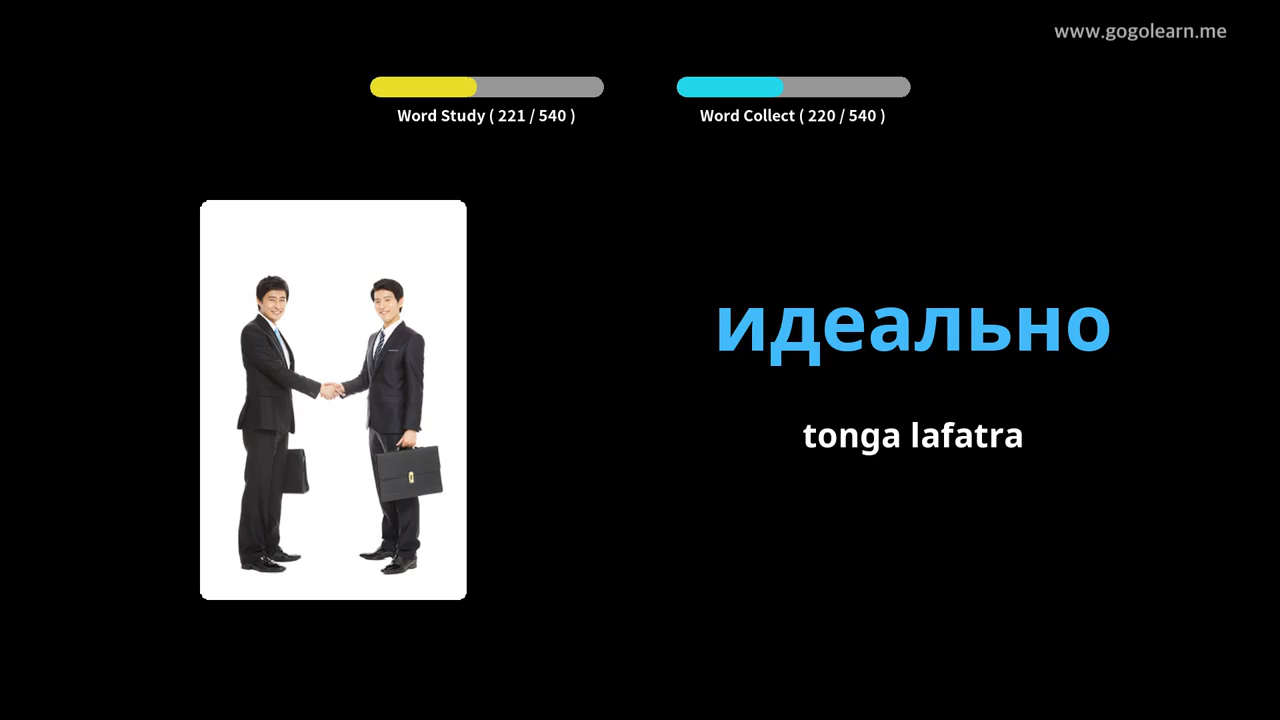 www.gogolearn.me
Word Study ( 221 / 540 )
Word Collect ( 220 / 540 )
идеально
tonga lafatra